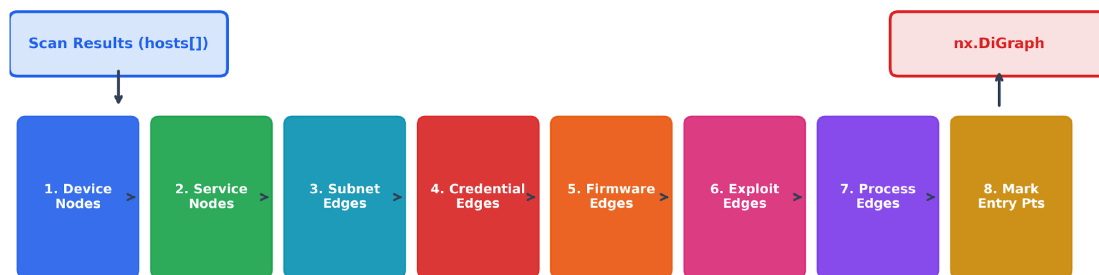 Scan Results (hosts[])
nx.DiGraph
1. Device
Nodes
2. Service
Nodes
3. Subnet
Edges
4. Credential
Edges
5. Firmware
Edges
6. Exploit
Edges
7. Process
Edges
8. Mark
Entry Pts